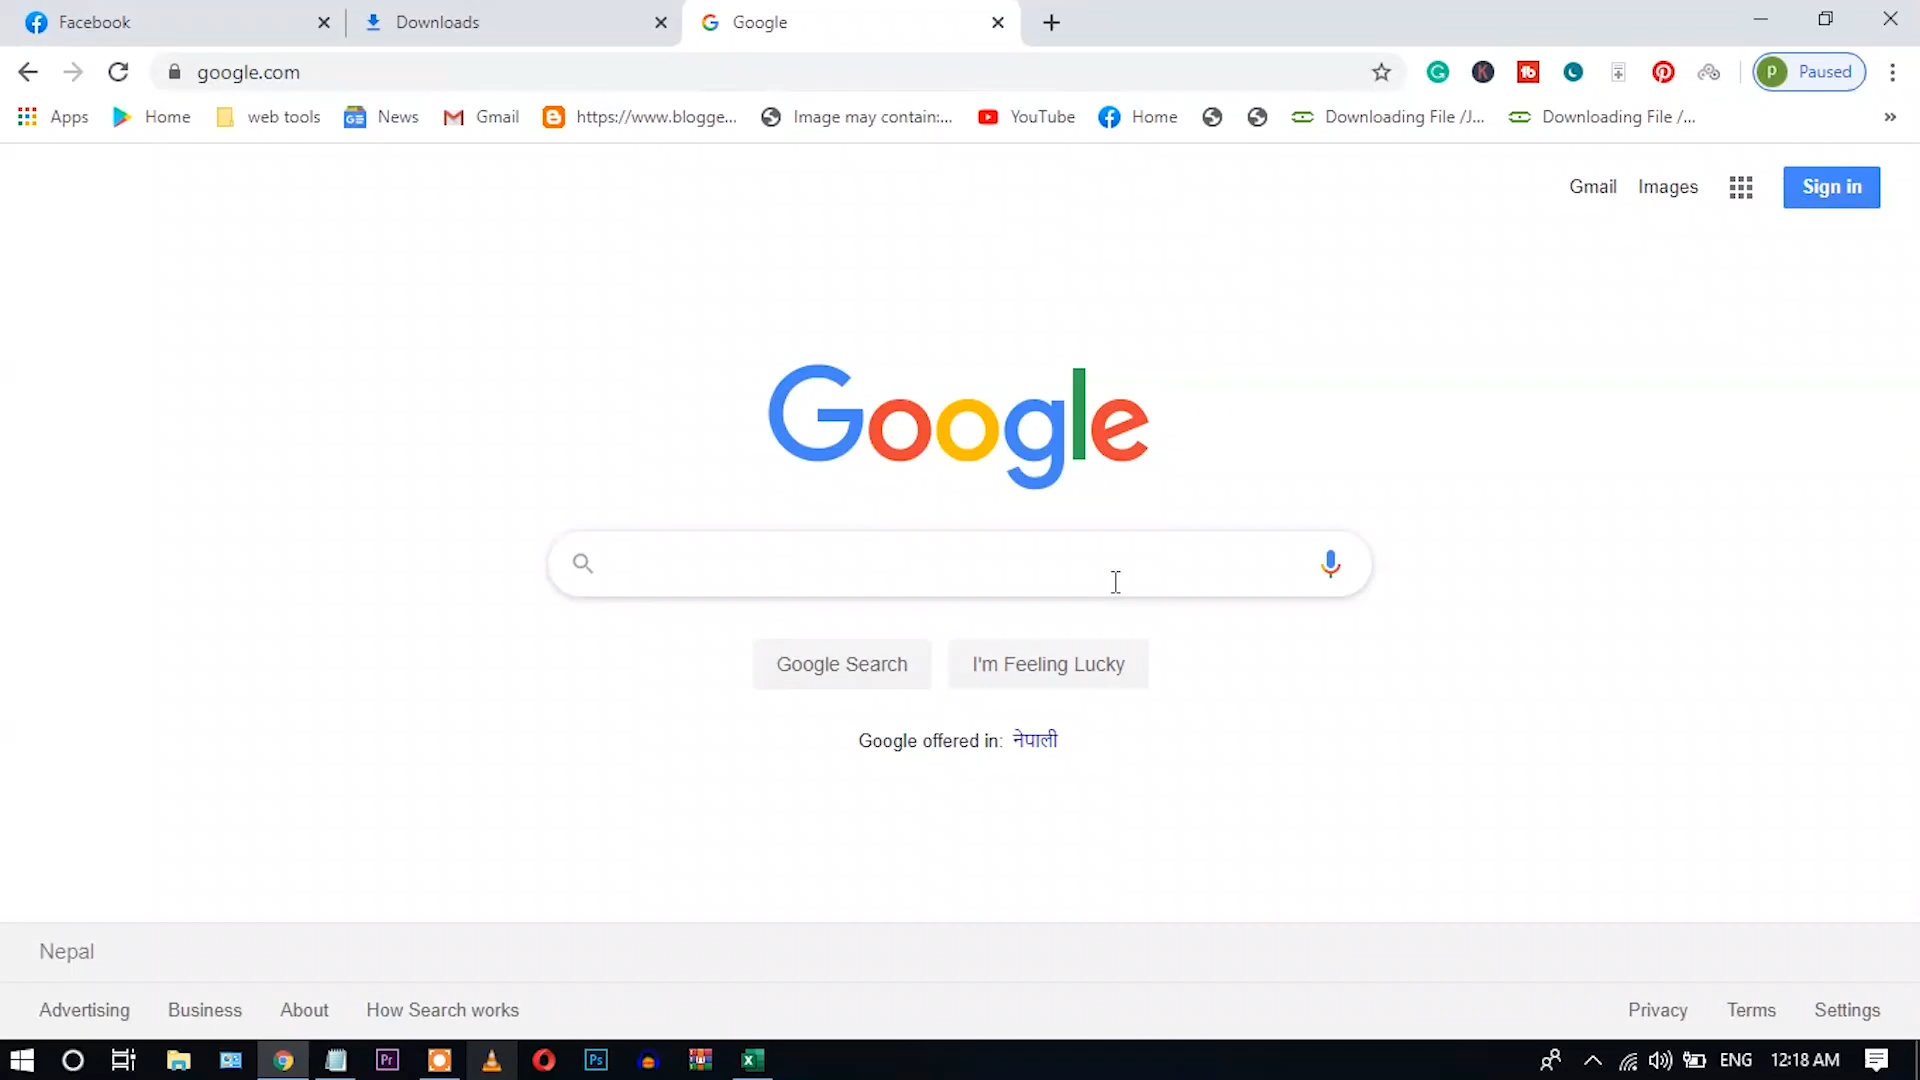 Facebook
Downloads
Google
google.com
Paused
Apps
Home
web tools
News
Gmail
https://www.blogge...
Image may contain:...
YouTube
Home
Downloading File /J...
Downloading File /...
Gmail
Images
Sign in
Google
Google Search
I'm Feeling Lucky
Google offered in: नेपाली
Nepal
Advertising
Business
About
How Search works
Privacy
Terms
Settings
ENG
12:18 AM